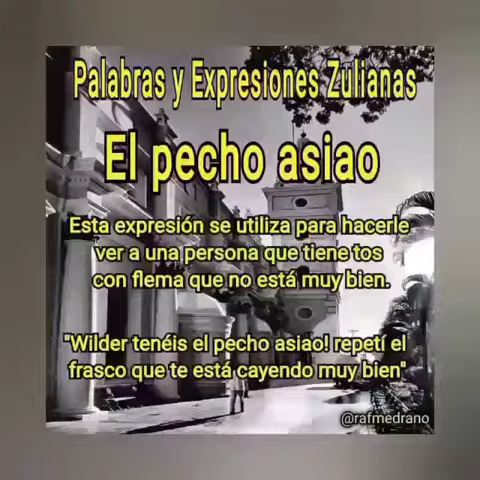 Palabras y Expresiones Zulianas
El pecho asiao
Esta expresión se utiliza para hacerle
ver a una persona que tiene tos
con flema que no está muy bien.
"Wilder tenéis el pecho asiao! repetí el
frasco que te está cayendo muy bien"
@rafmedrano